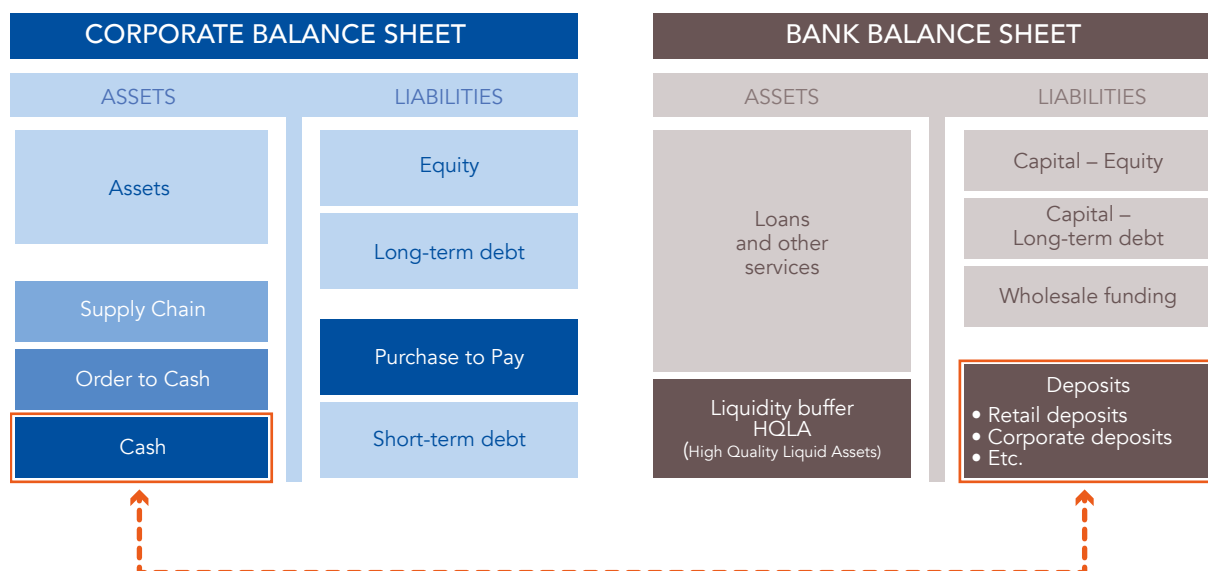 CORPORATE BALANCE SHEET
ASSETS
LIABILITIES
Assets
Supply Chain
Order to Cash
Cash
Equity
Long-term debt
Purchase to Pay
Short-term debt
BANK BALANCE SHEET
ASSETS
LIABILITIES
Loans
and other
services
Liquidity buffer
HQLA
(High Quality Liquid Assets)
Capital – Equity
Capital –
Long-term debt
Wholesale funding
Deposits
• Retail deposits
• Corporate deposits
• Etc.